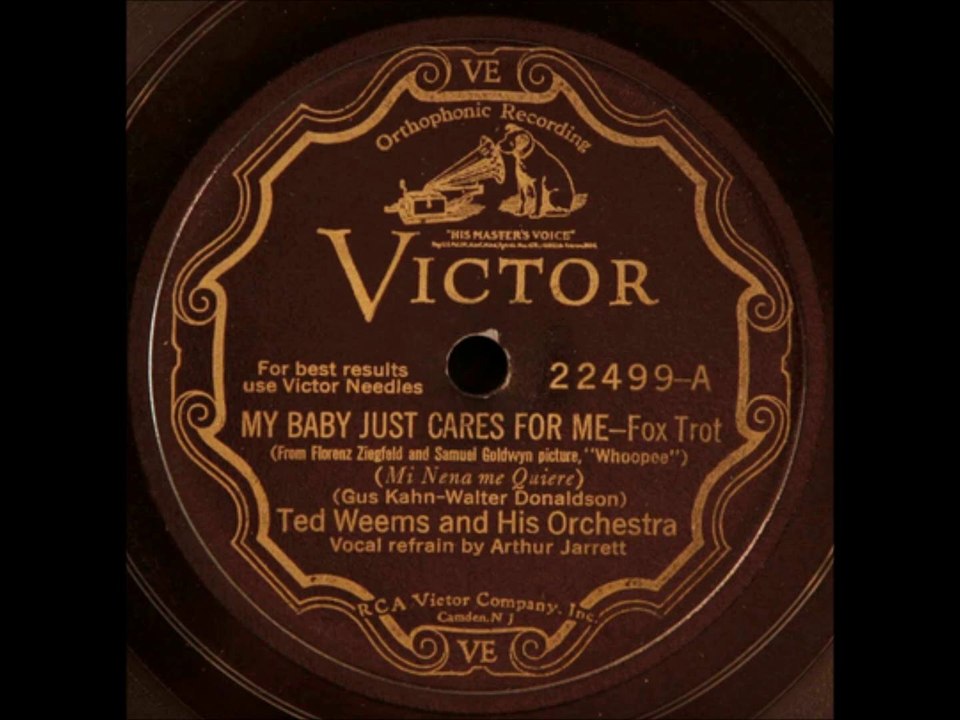 VE
Orthophonic Recording
"HIS MASTER'S VOICE"
VICTOR
For best results
use Victor Needles
22499-A
MY BABY JUST CARES FOR ME—Fox Trot
(From Florenz Ziegfeld and Samuel Goldwyn picture, "Whoopee")
(Mi Nena me Quiere)
(Gus Kahn-Walter Donaldson)
Ted Weems and His Orchestra
Vocal refrain by Arthur Jarrett
RCA Victor Company, Inc.
Camden, N J
VE